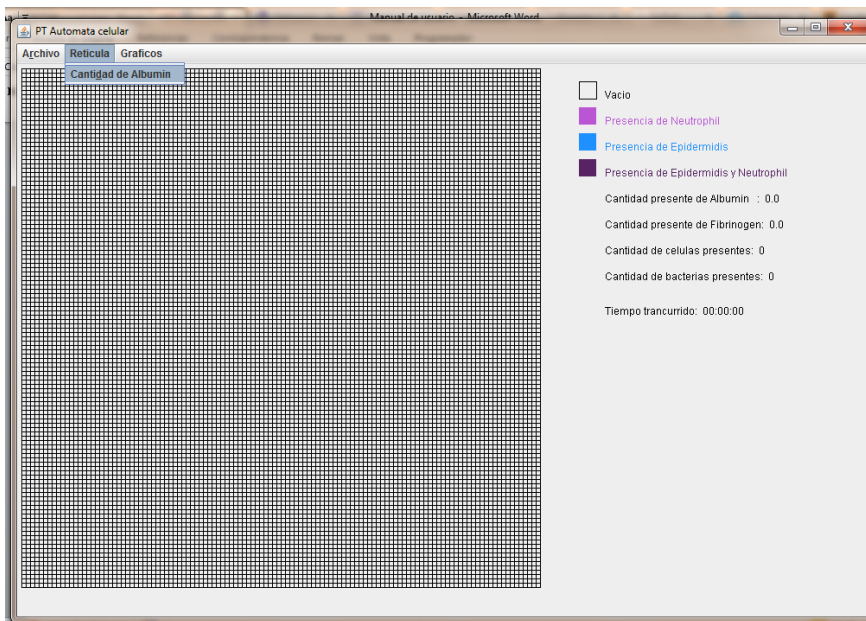 Manual de usuario - Microsoft Word
PT Automata celular
Archivo Reticula Graficos
Cantidad de Albumin
Vacio
Presencia de Neutrophil
Presencia de Epidermidis
Presencia de Epidermidis y Neutrophil
Cantidad presente de Albumin : 0.0
Cantidad presente de Fibrinogen: 0.0
Cantidad de celulas presentes: 0
Cantidad de bacterias presentes: 0
Tiempo trancurrido: 00:00:00